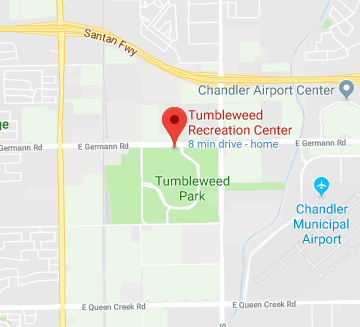 Santan Fwy
Chandler Airport Center
Tumbleweed
Recreation Center
8 min drive - home
ge
Germann Rd
E Germann Rd
E Germann Rd
Tumbleweed
Park
Chandler
Municipal
Airport
E Queen Creek Rd
E Queen Creek Rd
S